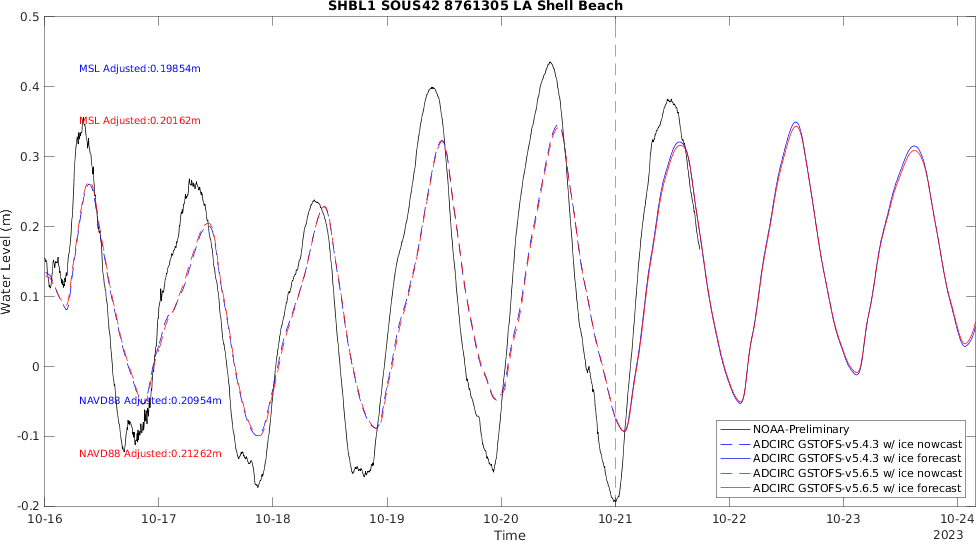 SHBL1 SOUS42 8761305 LA Shell Beach
0.5
0.4
0.3
0.2
0.1
0
-0.1
-0.2
Water Level (m)
MSL Adjusted:0.19854m
MSL Adjusted:0.20162m
NAVD88 Adjusted:0.20954m
NAVD88 Adjusted:0.21262m
NOAA-Preliminary
ADCIRC GSTOFS-v5.4.3 w/ ice nowcast
ADCIRC GSTOFS-v5.4.3 w/ ice forecast
ADCIRC GSTOFS-v5.6.5 w/ ice nowcast
ADCIRC GSTOFS-v5.6.5 w/ ice forecast
10-16 10-17 10-18 10-19 10-20 10-21 10-22 10-23 10-24
2023
Time